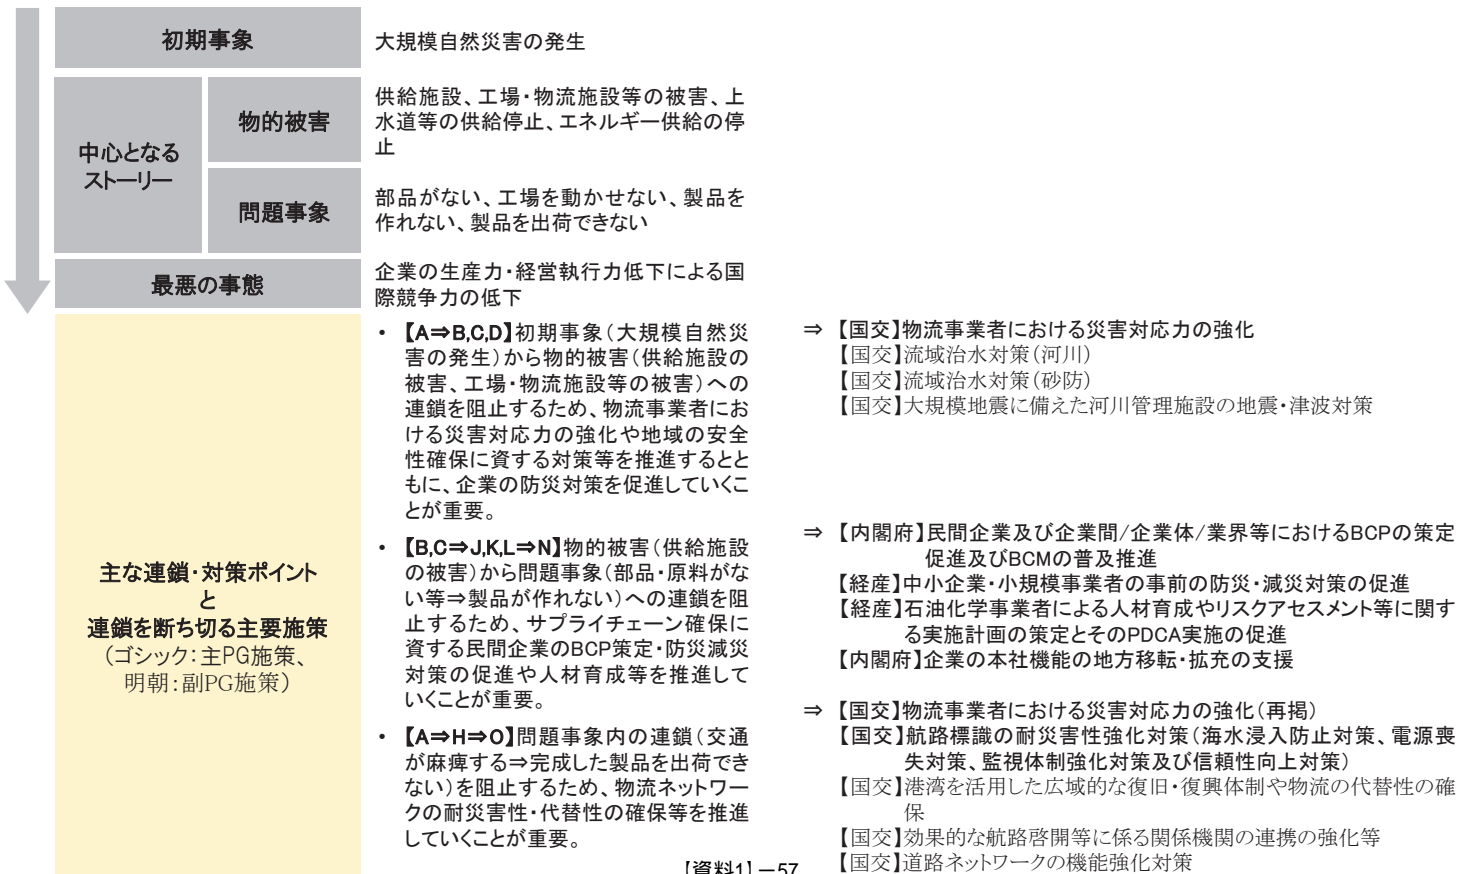 初期事象
大規模自然災害の発生
中心となる
ストーリー
物的被害
供給施設、工場・物流施設等の被害、上
水道等の供給停止、エネルギー供給の停
止
問題事象
部品がない、工場を動かせない、製品を
作れない、製品を出荷できない
最悪の事態
企業の生産力・経営執行力低下による国
際競争力の低下
主な連鎖・対策ポイント
と
連鎖を断ち切る主要施策
（ゴシック：主PG施策、
明朝：副PG施策）
・【A⇒B,C,D】初期事象（大規模自然災
害の発生）から物的被害（供給施設の
被害、工場・物流施設等の被害）への
連鎖を阻止するため、物流事業者にお
ける災害対応力の強化や地域の安全
性確保に資する対策等を推進するとと
もに、企業の防災対策を促進していくこ
とが重要。
・【B,C⇒J,K,L⇒N】物的被害（供給施設
の被害）から問題事象（部品・原料がな
い等⇒製品が作れない）への連鎖を阻
止するため、サプライチェーン確保に
資する民間企業のBCP策定・防災減災
対策の促進や人材育成等を推進して
いくことが重要。
・【A⇒H⇒O】問題事象内の連鎖（交通
が麻痺する⇒完成した製品を出荷でき
ない）を阻止するため、物流ネットワー
クの耐災害性・代替性の確保等を推進
していくことが重要。
⇒【国交】物流事業者における災害対応力の強化
【国交】流域治水対策（河川）
【国交】流域治水対策（砂防）
【国交】大規模地震に備えた河川管理施設の地震・津波対策
⇒【内閣府】民間企業及び企業間/企業体/業界等におけるBCPの策定
促進及びBCMの普及推進
【経産】中小企業・小規模事業者の事前の防災・減災対策の促進
【経産】石油化学事業者による人材育成やリスクアセスメント等に関す
る実施計画の策定とそのPDCA実施の促進
【内閣府】企業の本社機能の地方移転・拡充の支援
⇒【国交】物流事業者における災害対応力の強化（再掲）
【国交】航路標識の耐災害性強化対策（海水浸入防止対策、電源喪
失対策、監視体制強化対策及び信頼性向上対策）
【国交】港湾を活用した広域的な復旧・復興体制や物流の代替性の確
保
【国交】効果的な航路啓開等に係る関係機関の連携の強化等
【国交】道路ネットワークの機能強化対策
【資料1】－57